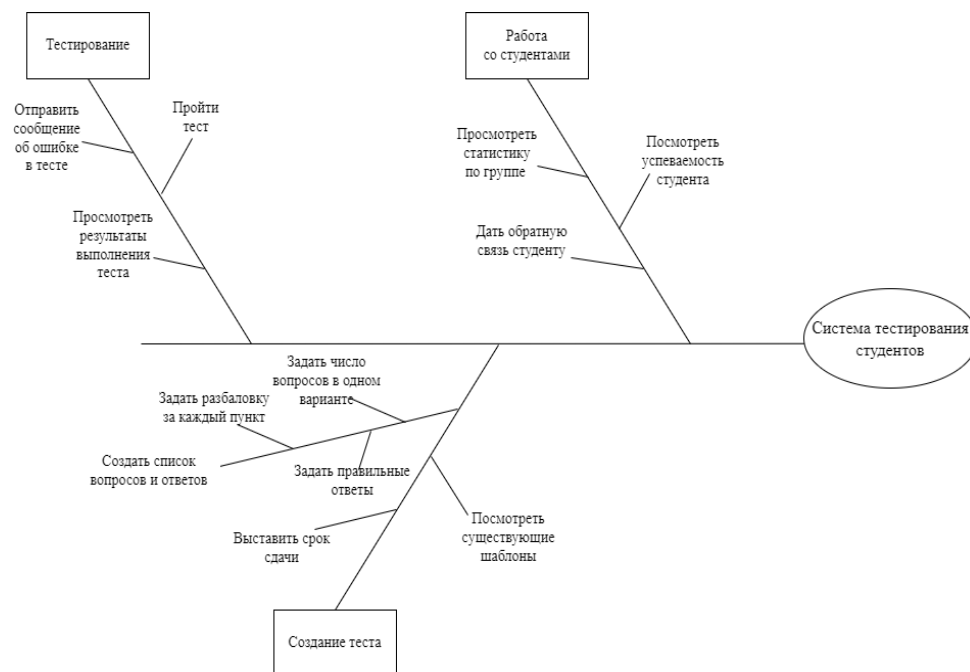 Тестирование
Работа
со студентами
Отправить
сообщение
об ошибке
в тесте
Пройти
тест
Просмотреть
результаты
выполнения
теста
Просмотреть
статистику
по группе
Посмотреть
успеваемость
студента
Дать обратную
связь студенту
Система тестирования
студентов
Задать число
вопросов в одном
варианте
Задать разбаловку
за каждый пункт
Создать список
вопросов и ответов
Задать правильные
ответы
Выставить срок
сдачи
Посмотреть
существующие
шаблоны
Создание теста